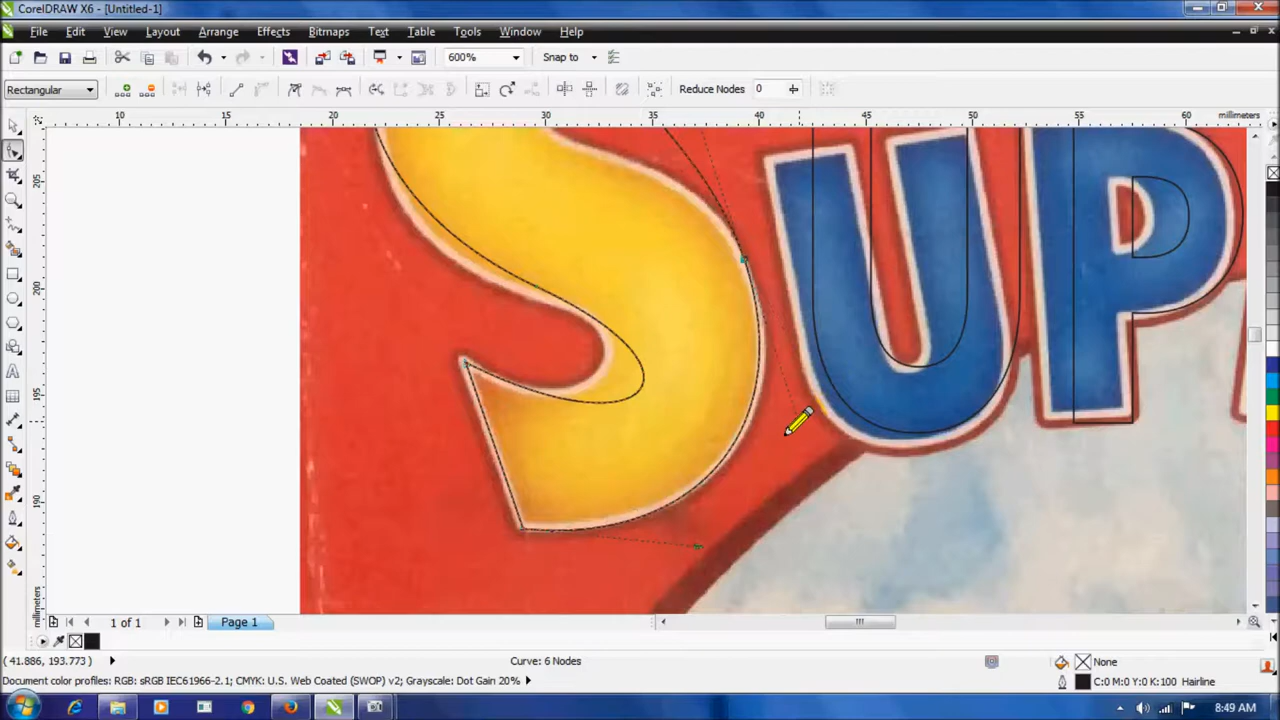 CorelDRAW X6 - [Untitled-1]
File Edit View Layout Arrange Effects Bitmaps Text Table Tools Window Help
600% Snap to
Rectangular Reduce Nodes 0
10 15 20 25 30 35 40 45 50 55 60 millimeters
205
200
195
190
millimeters
SUP
1 of 1 Page 1
(41.886, 193.773) Curve: 6 Nodes None
Document color profiles: RGB: sRGB IEC61966-2.1; CMYK: U.S. Web Coated (SWOP) v2; Grayscale: Dot Gain 20% C:0 M:0 Y:0 K:100 Hairline
8:49 AM